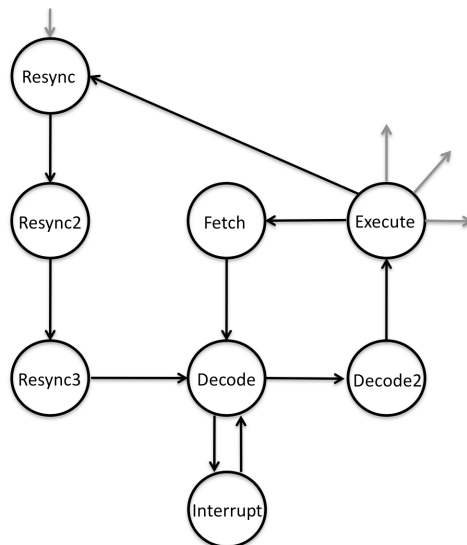 Resync
Resync2
Fetch
Execute
Resync3
Decode
Decode2
Interrupt